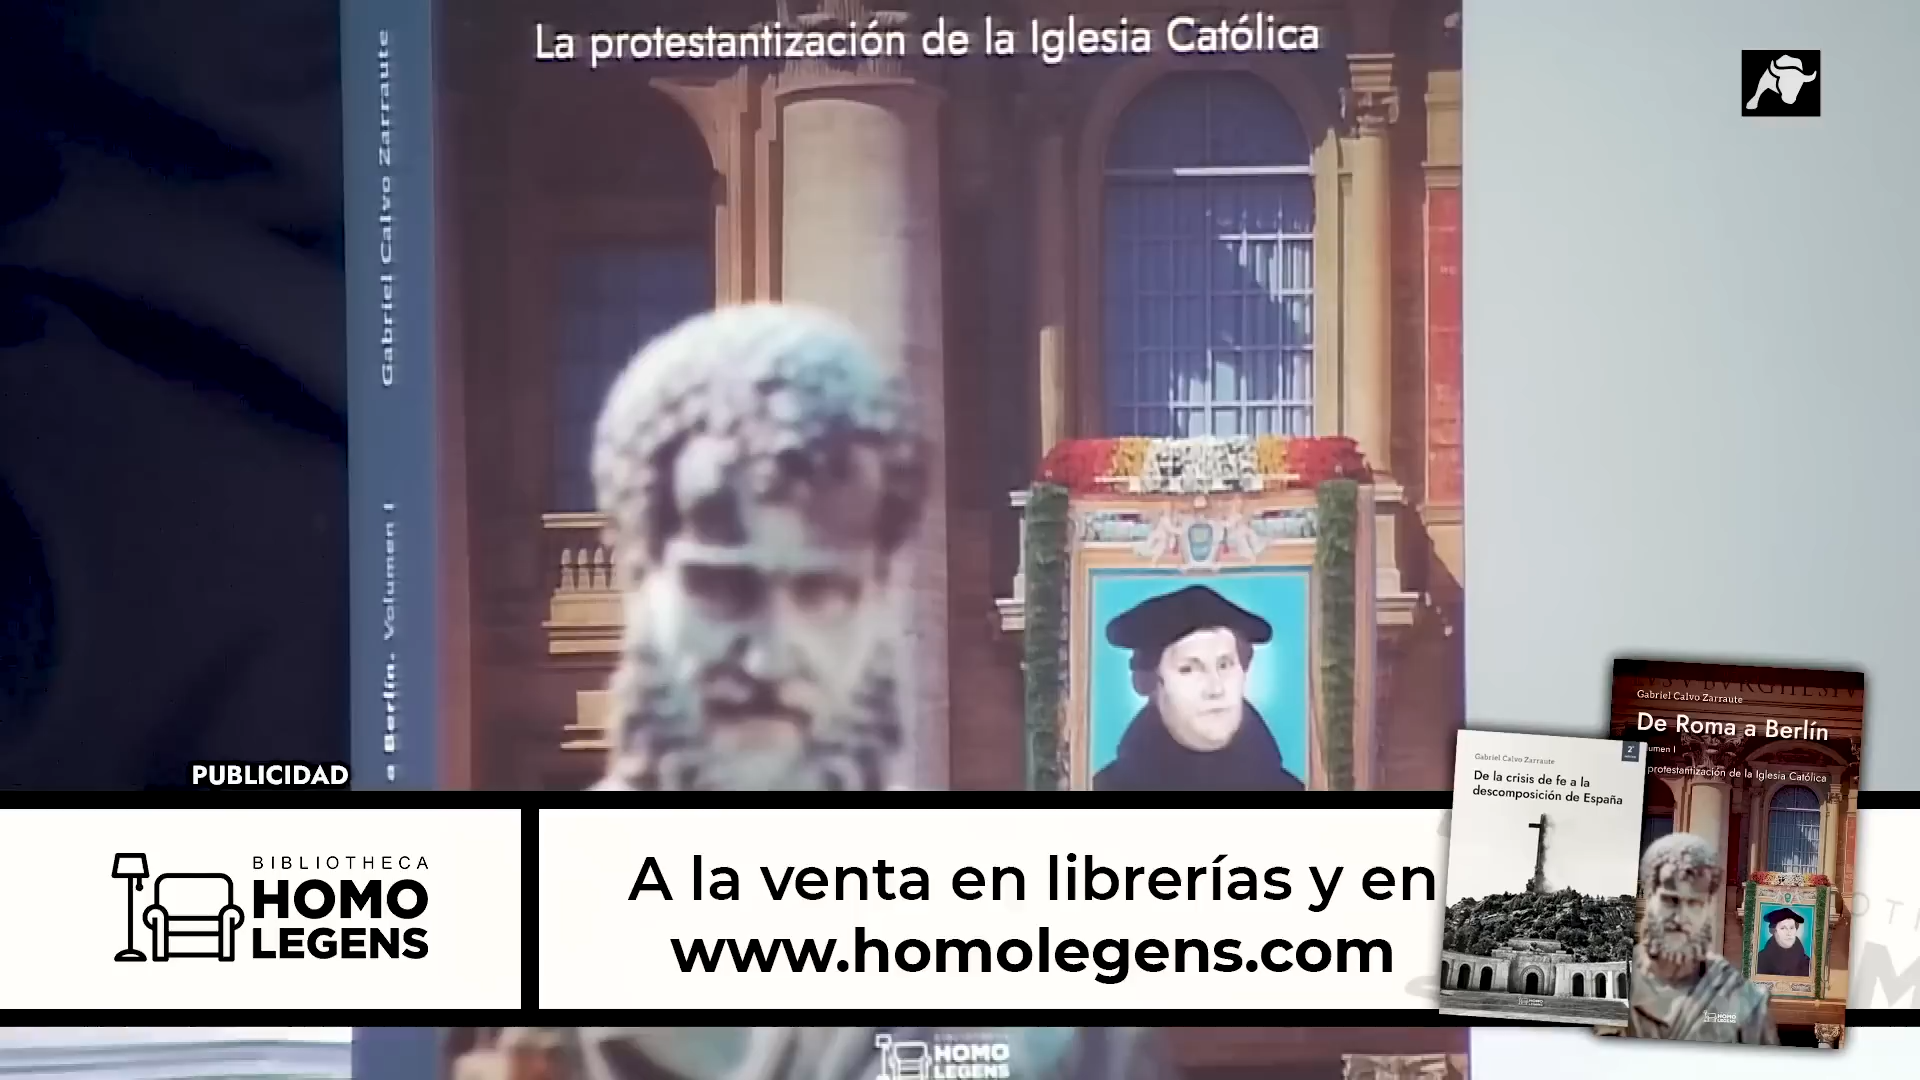 La protestantización de la Iglesia Católica
Gabriel Calvo Zarraute
a Berlín. Volumen I
PUBLICIDAD
BIBLIOTHECA
HOMO
LEGENS
A la venta en librerías y en
www.homolegens.com
Gabriel Calvo Zarraute
De la crisis de fe a la
descomposición de España
Gabriel Calvo Zarraute
De Roma a Berlín
umen I
protestantización de la Iglesia Católica
HOMO
LEGENS